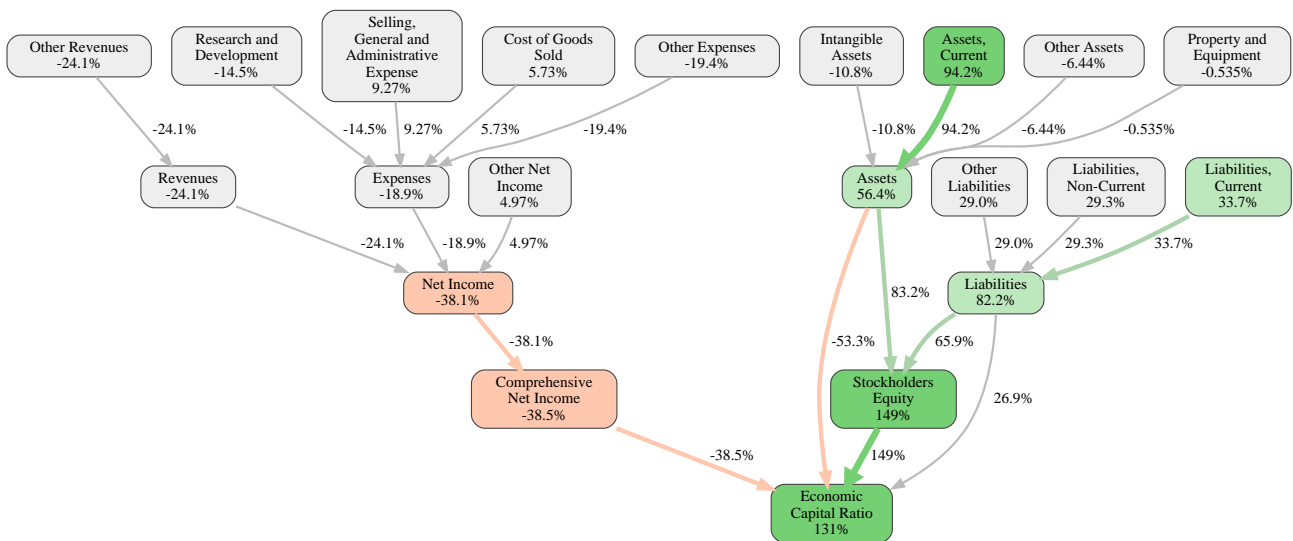 Other Revenues
-24.1%
Research and
Development
-14.5%
Selling,
General and
Administrative
Expense
9.27%
Cost of Goods
Sold
5.73%
Other Expenses
-19.4%
Intangible
Assets
-10.8%
Assets,
Current
94.2%
Other Assets
-6.44%
Property and
Equipment
-0.535%
-24.1%
-14.5%
9.27%
5.73%
-19.4%
-10.8%
94.2%
-6.44%
-0.535%
Revenues
-24.1%
Expenses
-18.9%
Other Net
Income
4.97%
Assets
56.4%
Other
Liabilities
29.0%
Liabilities,
Non-Current
29.3%
Liabilities,
Current
33.7%
-24.1%
-18.9%
4.97%
29.0%
29.3%
33.7%
Net Income
-38.1%
83.2%
Liabilities
82.2%
-38.1%
-53.3%
65.9%
Comprehensive
Net Income
-38.5%
Stockholders
Equity
149%
26.9%
-38.5%
149%
Economic
Capital Ratio
131%